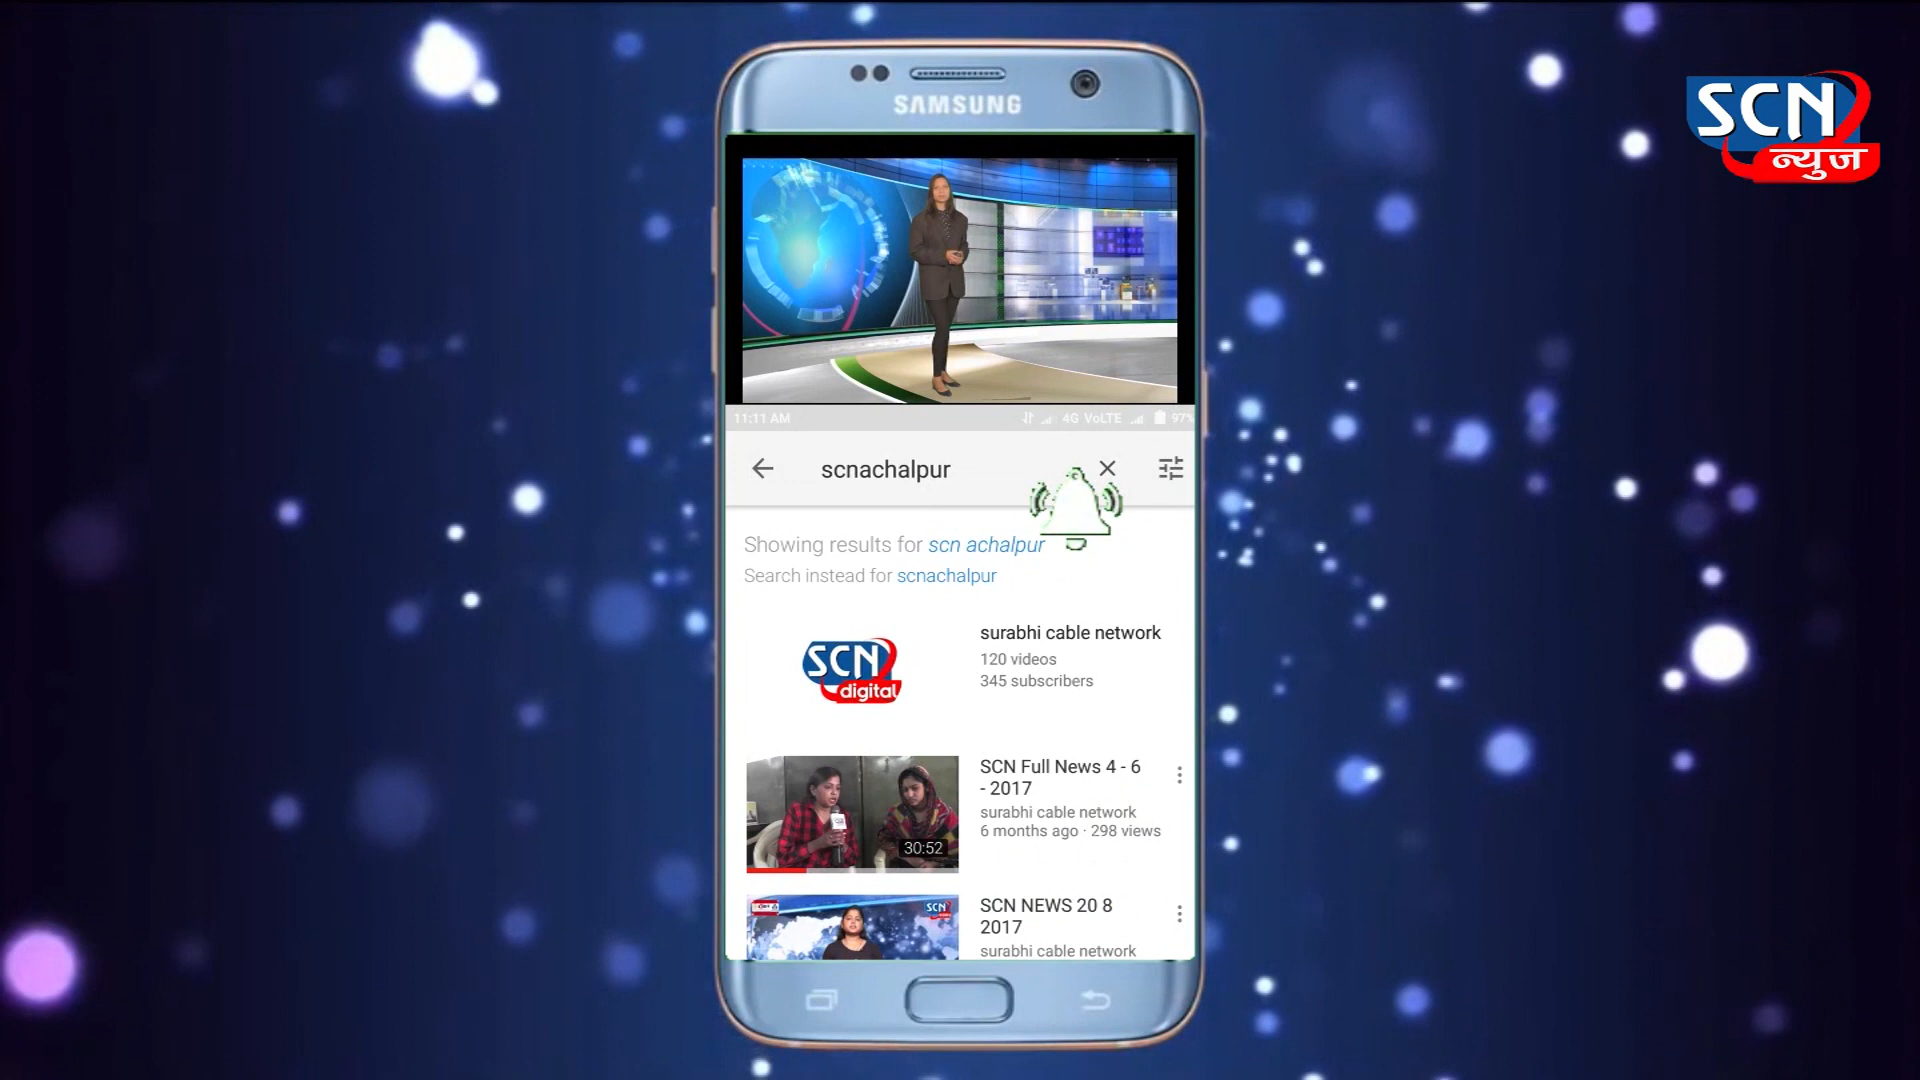 SAMSUNG
SCN
न्युज
11:11 AM
4G VoLTE
97%
scnachalpur
Showing results for scn achalpur
Search instead for scnachalpur
surabhi cable network
120 videos
345 subscribers
SCN
digital
SCN Full News 4 - 6
- 2017
surabhi cable network
6 months ago · 298 views
30:52
SCN NEWS 20 8
2017
surabhi cable network
SCN